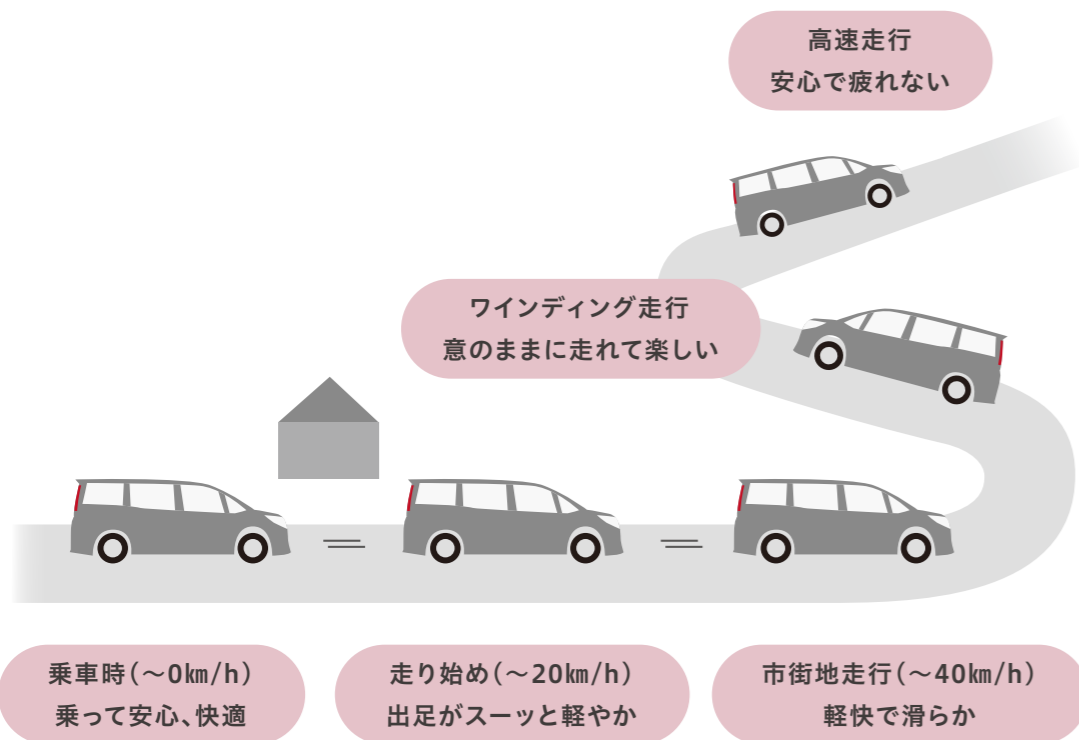 高速走行
安心で疲れない
ワインディング走行
意のままに走れて楽しい
乗車時(～0㎞/h)
乗って安心、快適
走り始め(～20㎞/h)
出足がスーッと軽やか
市街地走行(～40㎞/h)
軽快で滑らか